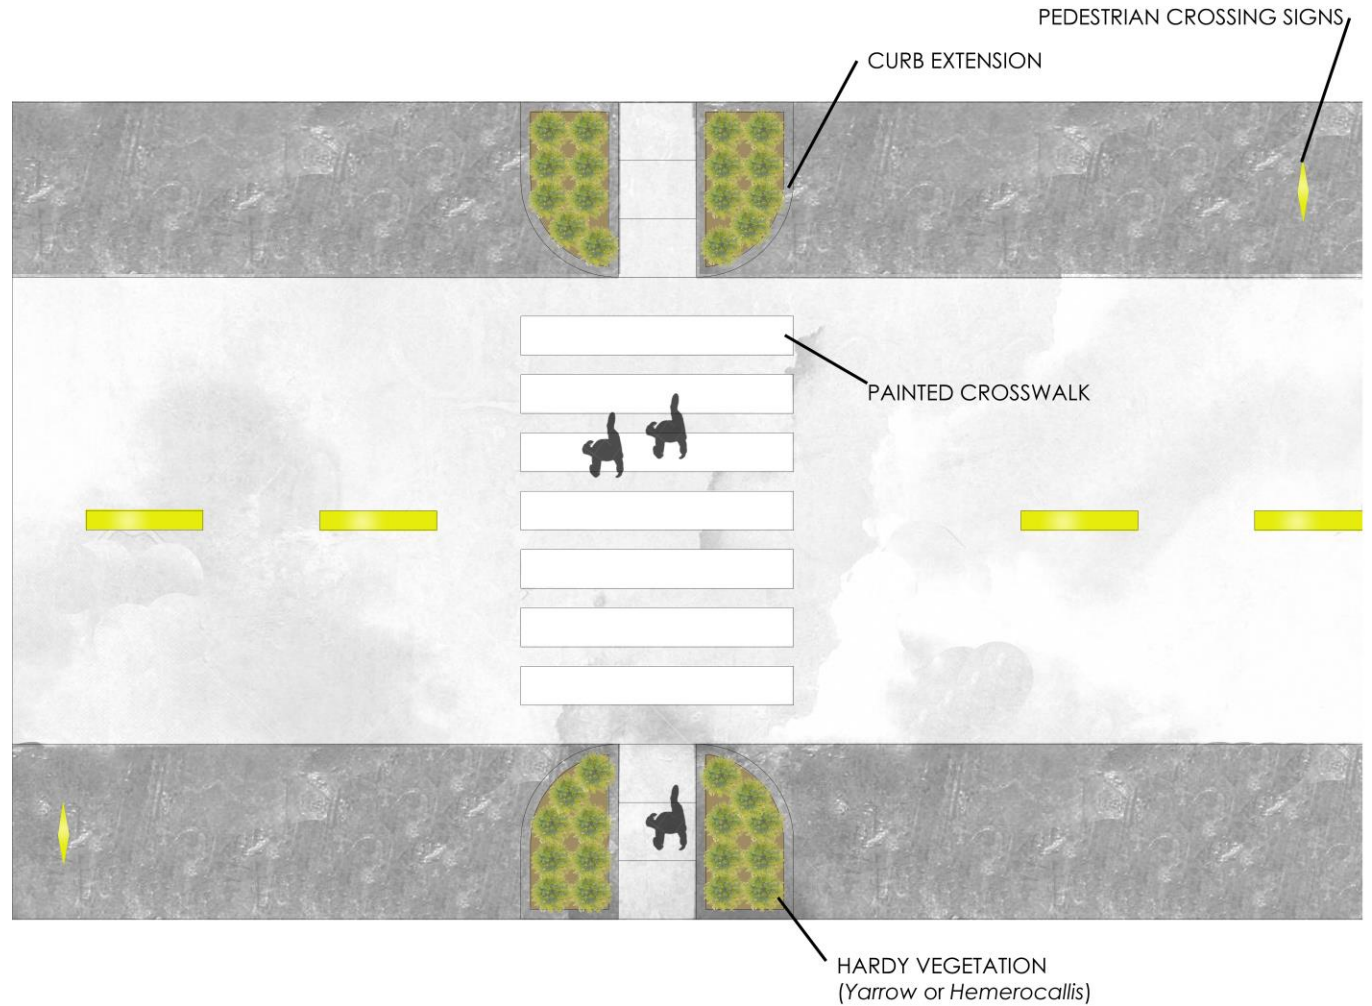 PEDESTRIAN CROSSING SIGNS
CURB EXTENSION
PAINTED CROSSWALK
HARDY VEGETATION
(Yarrow or Hemerocallis)